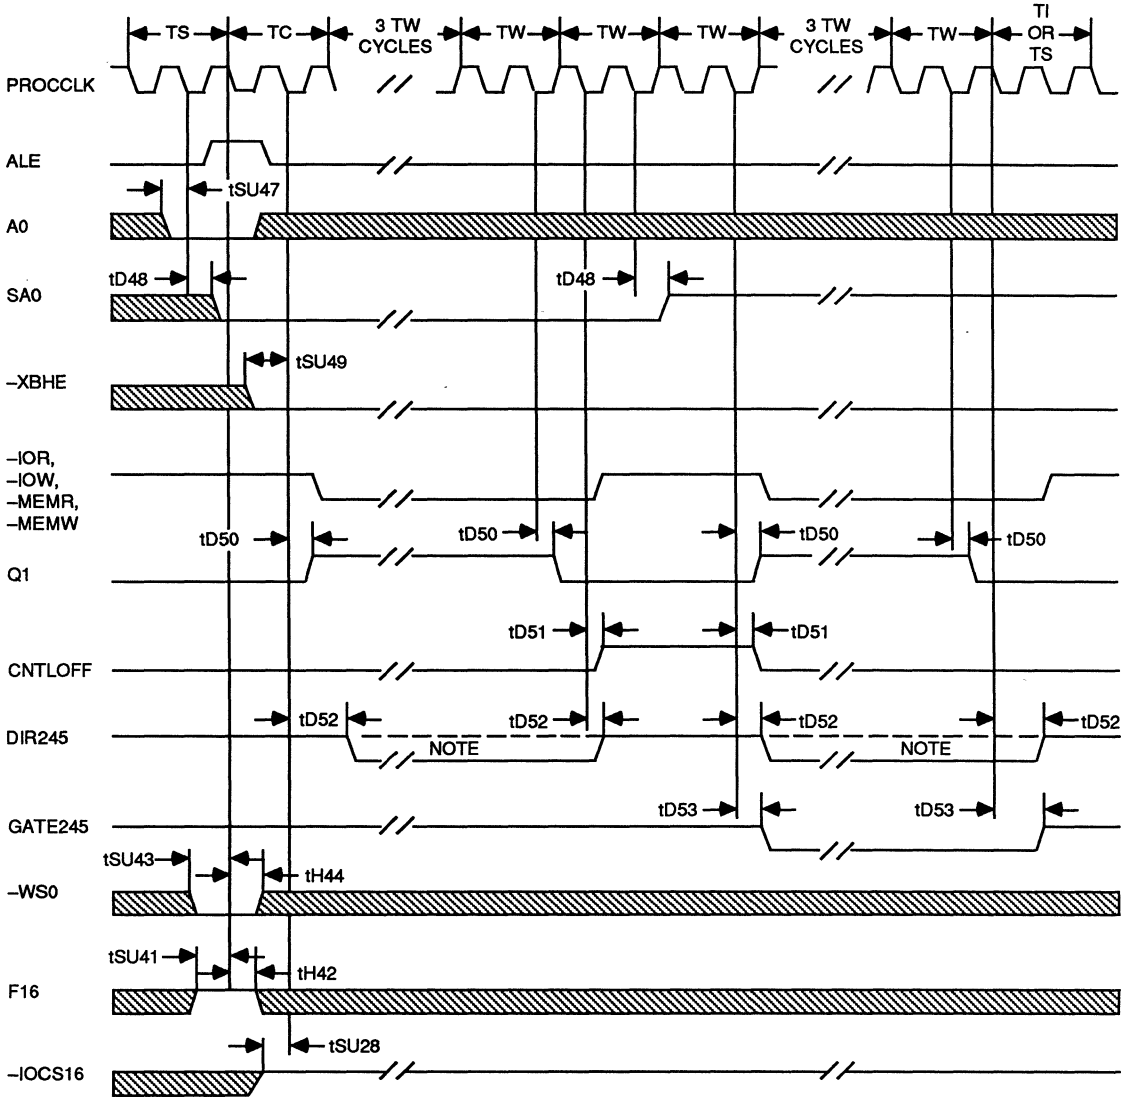 TS TC 3 TW CYCLES TW TW TW 3 TW CYCLES TW TI OR TS
PROCCLK
ALE
tSU47
A0
tD48 tD48
SA0
tSU49
–XBHE
–IOR,
–IOW,
–MEMR,
–MEMW
tD50 tD50 tD50 tD50
Q1
tD51 tD51
CNTLOFF
tD52 tD52 tD52 tD52
DIR245
NOTE NOTE
tD53 tD53
GATE245
tSU43
tH44
–WS0
tSU41
tH42
F16
tSU28
–IOCS16